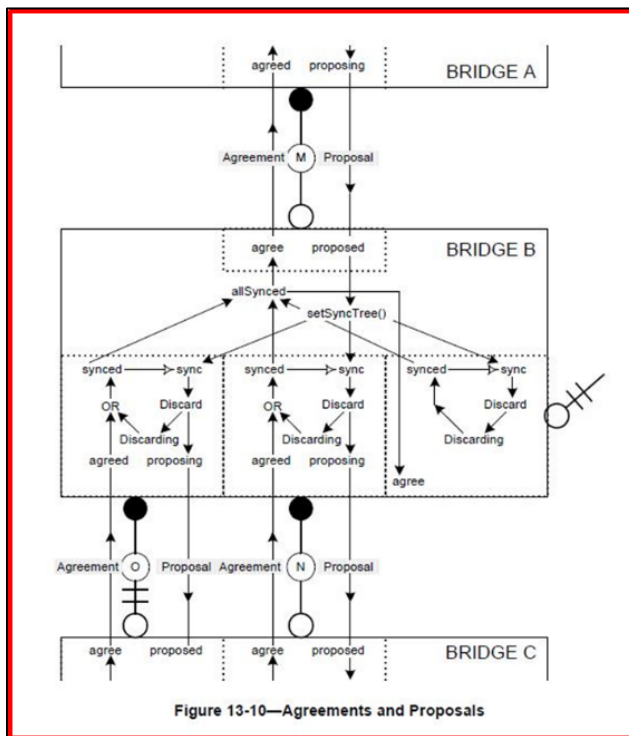 agreed proposing BRIDGE A
Agreement M Proposal
agree proposed BRIDGE B
allSynced
setSyncTree()
synced sync synced sync synced sync
OR Discard OR Discard Discard
Discarding Discarding Discarding
agreed proposing agreed proposing
agree
Agreement O Proposal Agreement N Proposal
agree proposed agree proposed BRIDGE C
Figure 13-10—Agreements and Proposals